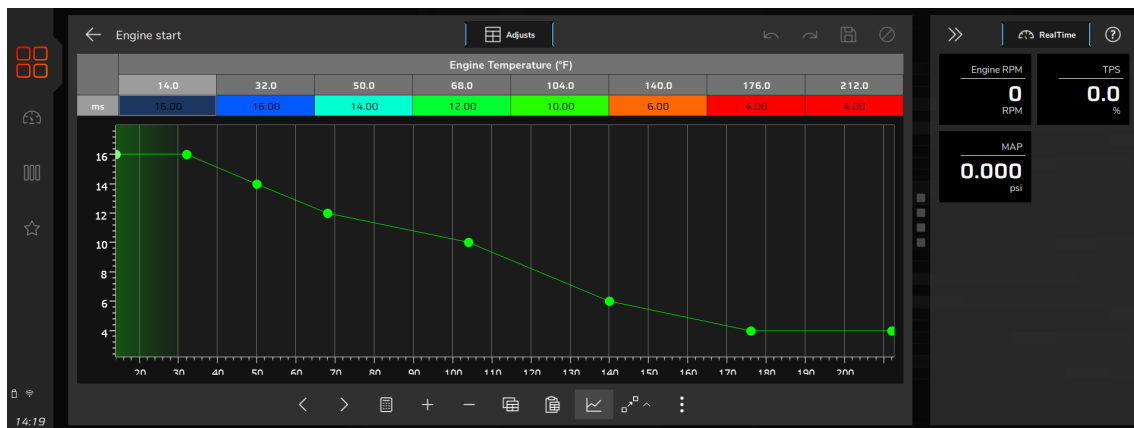 Engine start
Adjusts
RealTime
Engine Temperature (°F)
14.0 32.0 50.0 68.0 104.0 140.0 176.0 212.0
ms 16.00 16.00 14.00 12.00 10.00 6.00 4.00 4.00
16
14
12
10
8
6
4
20 30 40 50 60 70 80 90 100 110 120 130 140 150 160 170 180 190 200
Engine RPM
0
RPM
TPS
0.0
%
MAP
0.000
psi
14:19